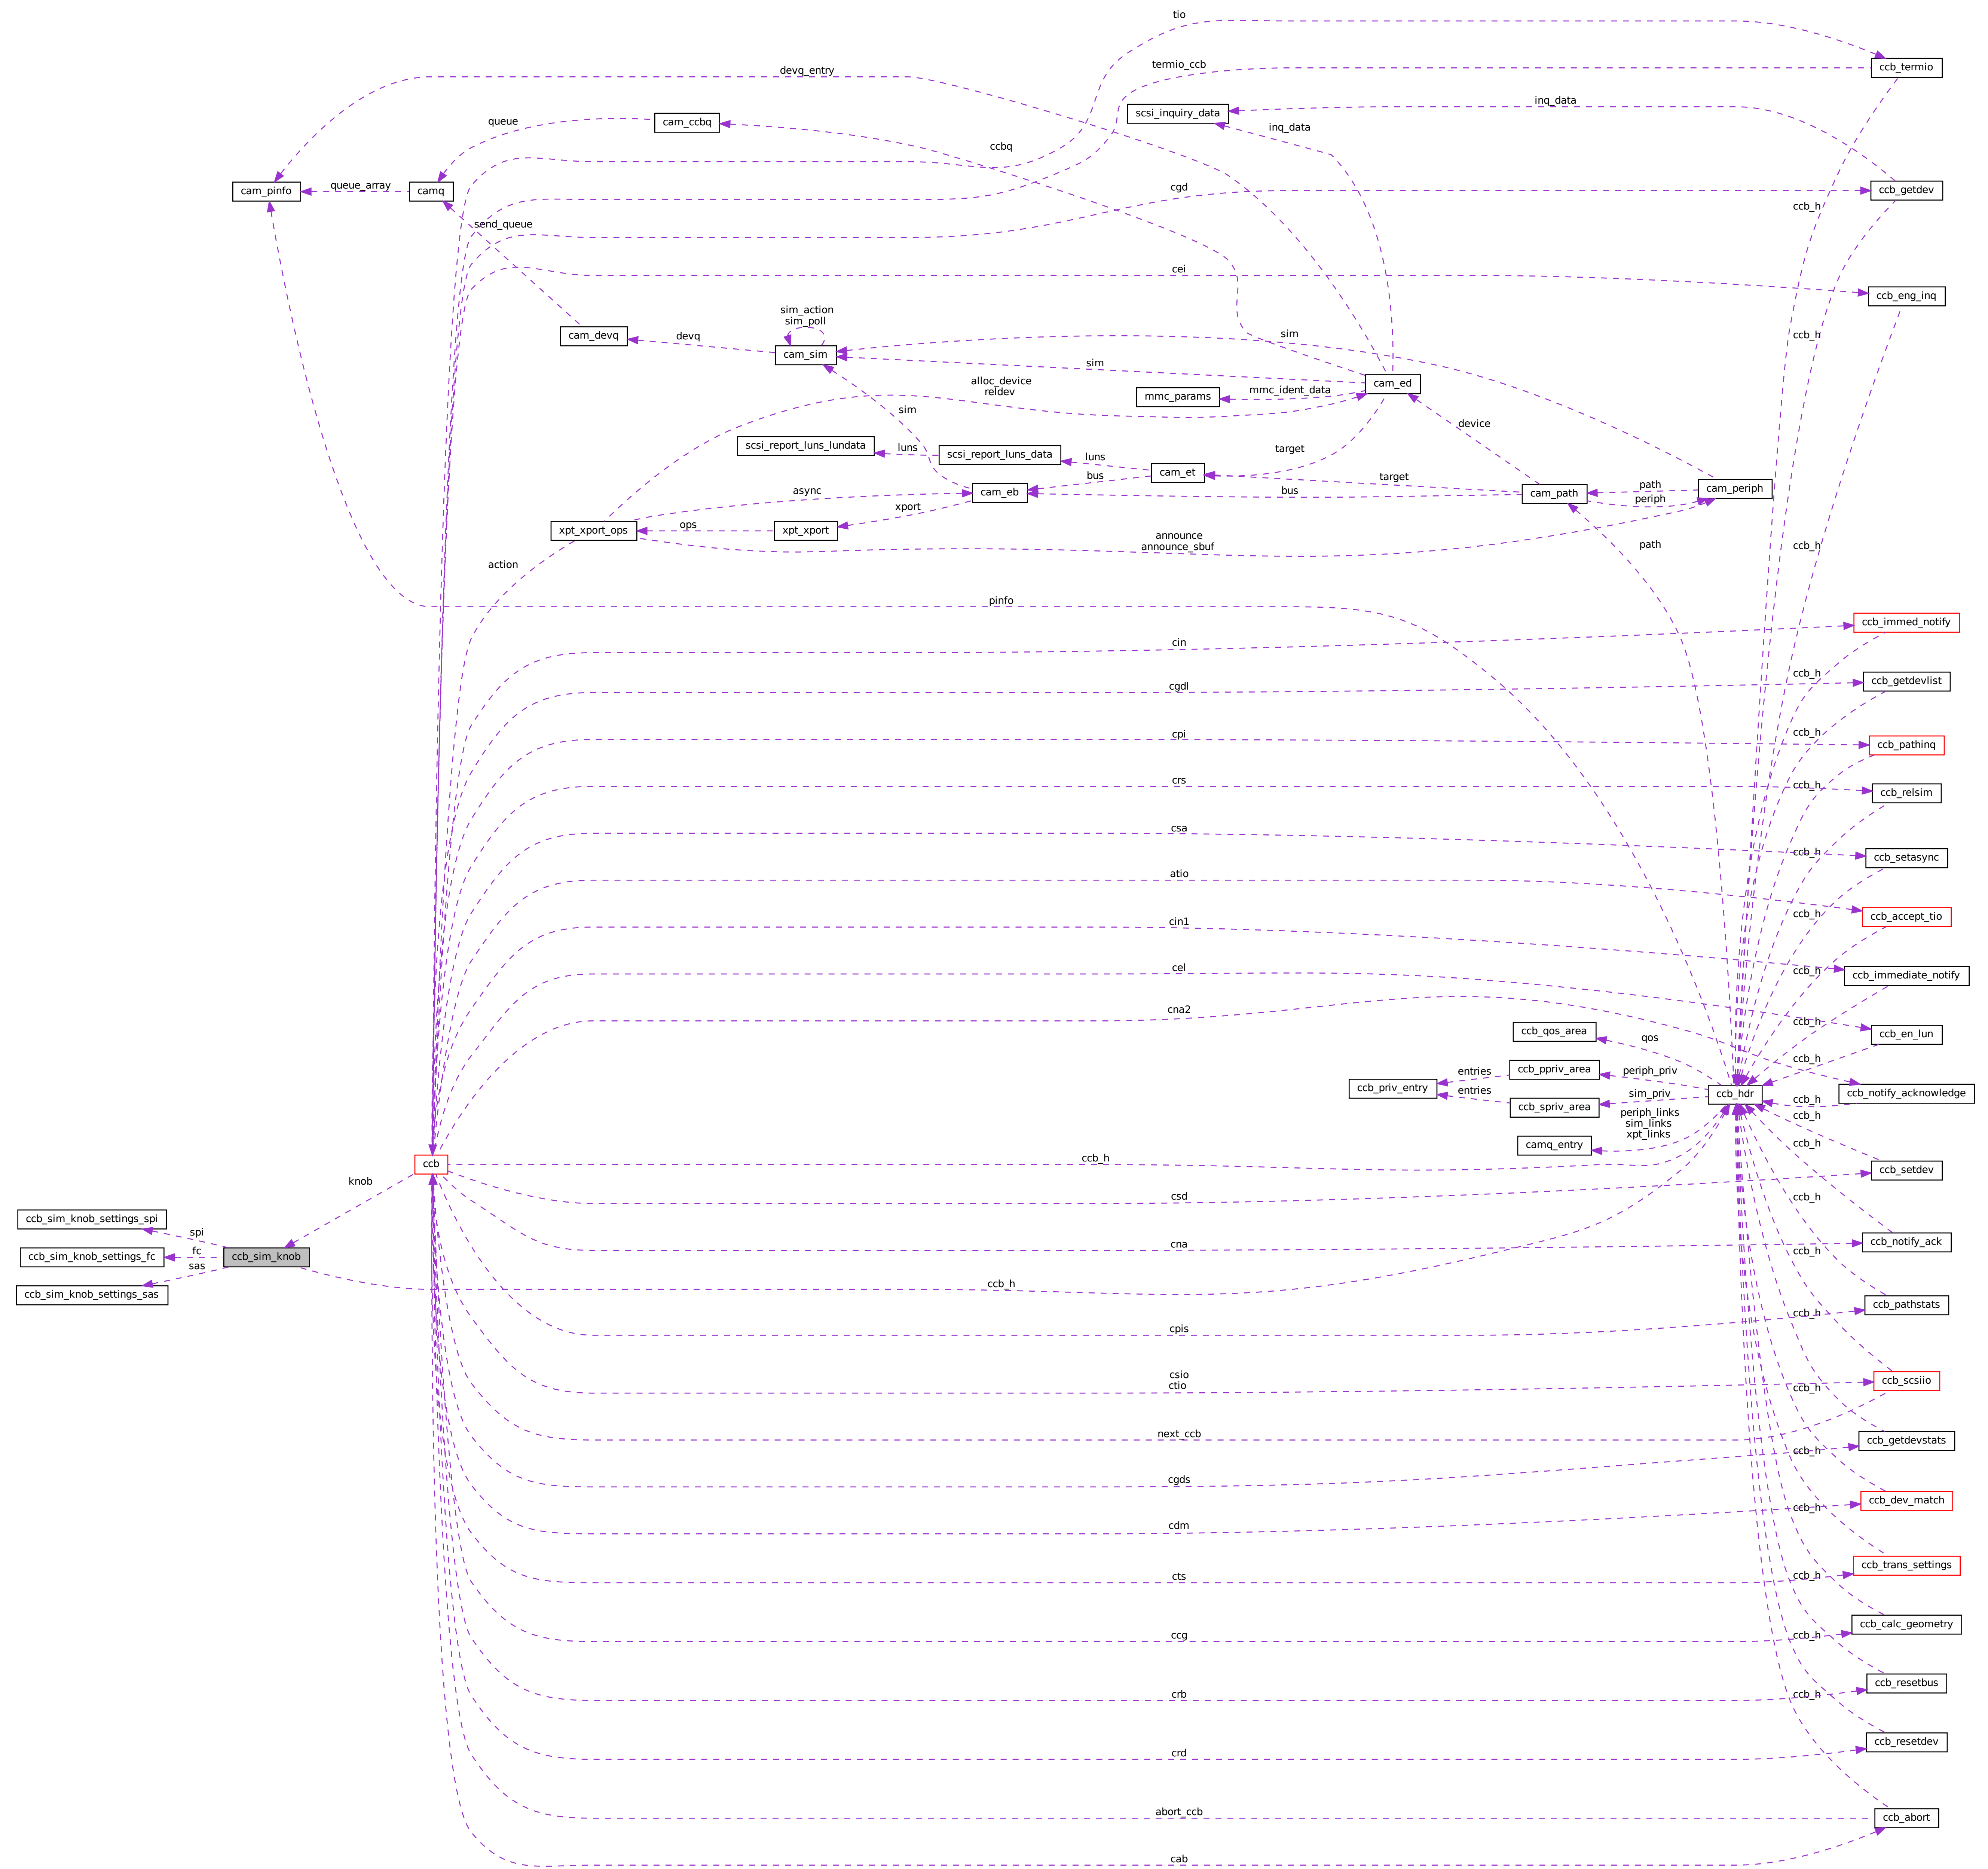 tio
ccb_termio
termio_ccb
devq_entry
scsi_inquiry_data
inq_data
cam_ccbq
queue
inq_data
ccbq
cam_pinfo
queue_array
camq
cgd
ccb_getdev
ccb_h
send_queue
cei
ccb_eng_inq
sim_action
sim_poll
cam_devq
devq
cam_sim
sim
ccb_h
sim
cam_ed
alloc_device
reldev
mmc_params
mmc_ident_data
sim
device
scsi_report_luns_lundata
luns
scsi_report_luns_data
luns
target
cam_et
bus
target
cam_eb
async
bus
cam_path
path
periph
cam_periph
xport
xpt_xport_ops
ops
xpt_xport
announce
announce_sbuf
path
ccb_h
action
pinfo
cin
ccb_immed_notify
cgdl
ccb_h
ccb_getdevlist
cpi
ccb_h
ccb_pathinq
crs
ccb_h
ccb_relsim
csa
ccb_h
ccb_setasync
atio
ccb_h
ccb_accept_tio
cin1
ccb_h
ccb_immediate_notify
cel
ccb_h
ccb_en_lun
cna2
ccb_qos_area
qos
ccb_h
ccb_priv_entry
entries
ccb_ppriv_area
periph_priv
ccb_hdr
ccb_h
ccb_notify_acknowledge
entries
ccb_spriv_area
sim_priv
ccb_h
camq_entry
periph_links
sim_links
xpt_links
ccb_h
ccb
ccb_h
ccb_setdev
knob
csd
ccb_h
ccb_sim_knob_settings_spi
spi
cna
ccb_h
ccb_notify_ack
ccb_sim_knob_settings_fc
fc
ccb_sim_knob
sas
ccb_sim_knob_settings_sas
ccb_h
ccb_h
ccb_pathstats
cpis
csio
ctio
ccb_h
ccb_scsiio
next_ccb
ccb_getdevstats
cgds
ccb_h
cdm
ccb_h
ccb_dev_match
cts
ccb_h
ccb_trans_settings
ccg
ccb_h
ccb_calc_geometry
crb
ccb_h
ccb_resetbus
crd
ccb_resetdev
abort_ccb
ccb_abort
cab